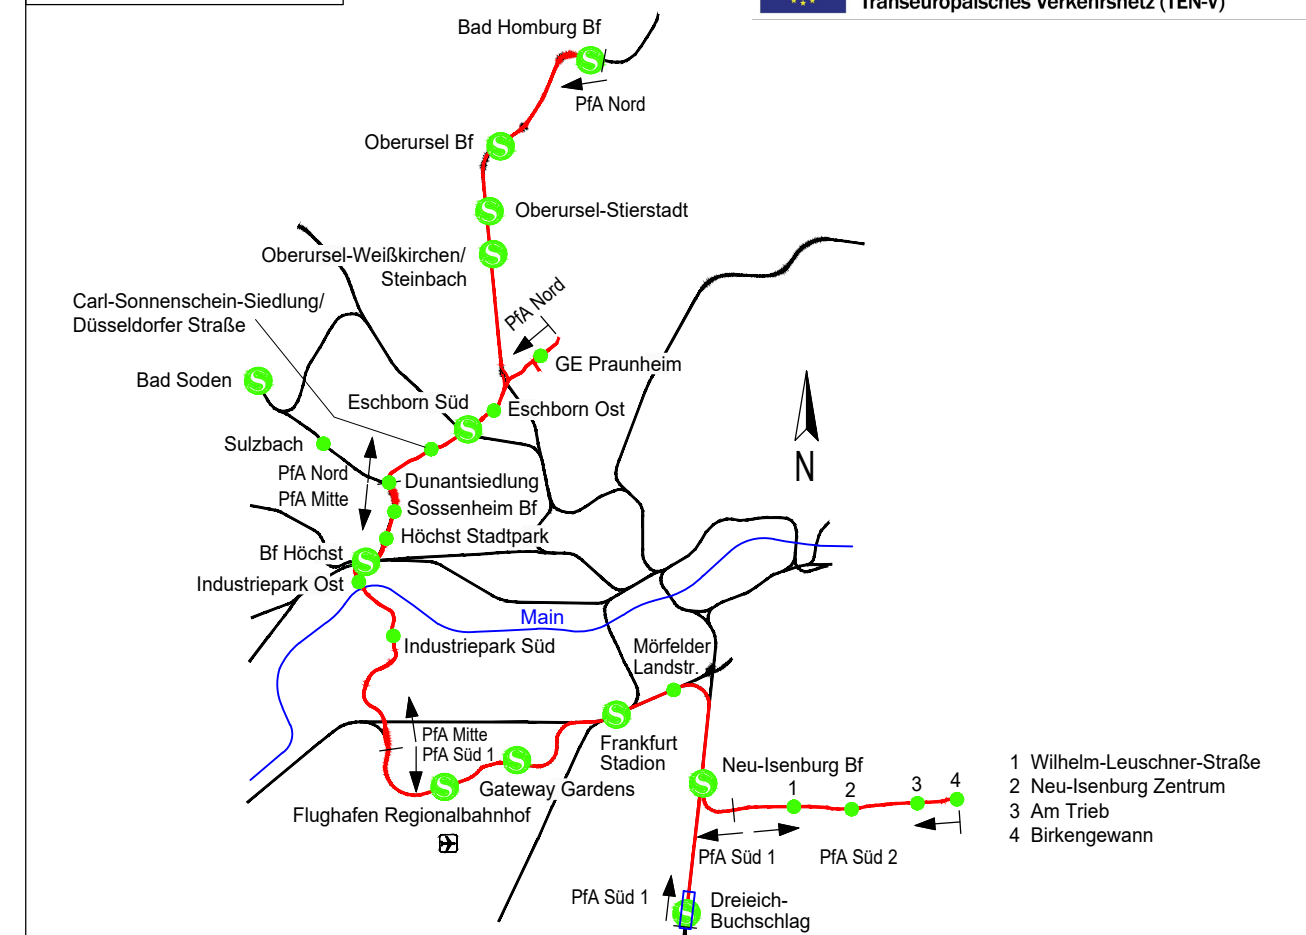 Transeuropäisches Verkehrsnetz (TEN-V)
Bad Homburg Bf
PfA Nord
Oberursel Bf
Oberursel-Stierstadt
Oberursel-Weißkirchen/
Steinbach
Carl-Sonnenschein-Siedlung/
Düsseldorfer Straße
PfA Nord
GE Praunheim
Bad Soden
Eschborn Süd
Eschborn Ost
Sulzbach
PfA Nord
PfA Mitte
Dunantsiedlung
Sossenheim Bf
Höchst Stadtpark
Bf Höchst
Industriepark Ost
N
Main
Industriepark Süd
Mörfelder
Landstr.
PfA Mitte
PfA Süd 1
Frankfurt
Stadion
Gateway Gardens
Flughafen Regionalbahnhof
Neu-Isenburg Bf
1
2
3
4
PfA Süd 1
PfA Süd 2
1 Wilhelm-Leuschner-Straße
2 Neu-Isenburg Zentrum
3 Am Trieb
4 Birkengewann
PfA Süd 1
Dreieich-
Buchschlag